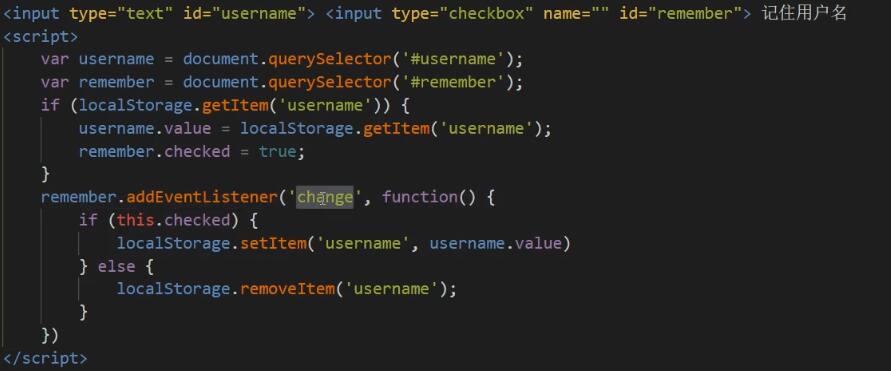 <input type="text" id="username"> <input type="checkbox" name="" id="remember"> 记住用户名
<script>
var username = document.querySelector('#username');
var remember = document.querySelector('#remember');
if (localStorage.getItem('username')) {
username.value = localStorage.getItem('username');
remember.checked = true;
}
remember.addEventListener('change', function() {
if (this.checked) {
localStorage.setItem('username', username.value)
} else {
localStorage.removeItem('username');
}
})
</script>